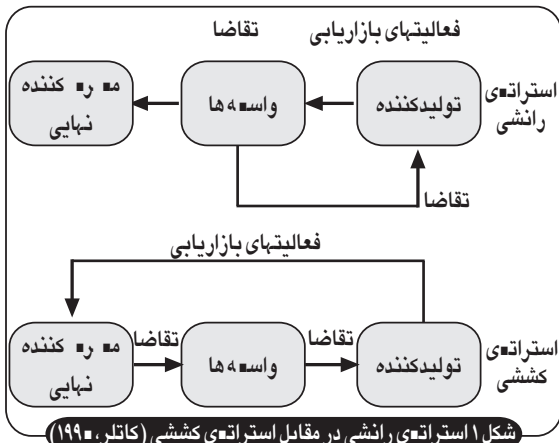 فعالیتهای بازاریابی تقاضا
استراتژی رانشی
تولیدکننده
واسطه‌ها
مصرف کننده نهایی
تقاضا
فعالیتهای بازاریابی
استراتژی کششی
تولیدکننده
تقاضا
واسطه‌ها
تقاضا
مصرف کننده نهایی
شکل ۱ استراتژی رانشی در مقابل استراتژی کششی (کاتلر،